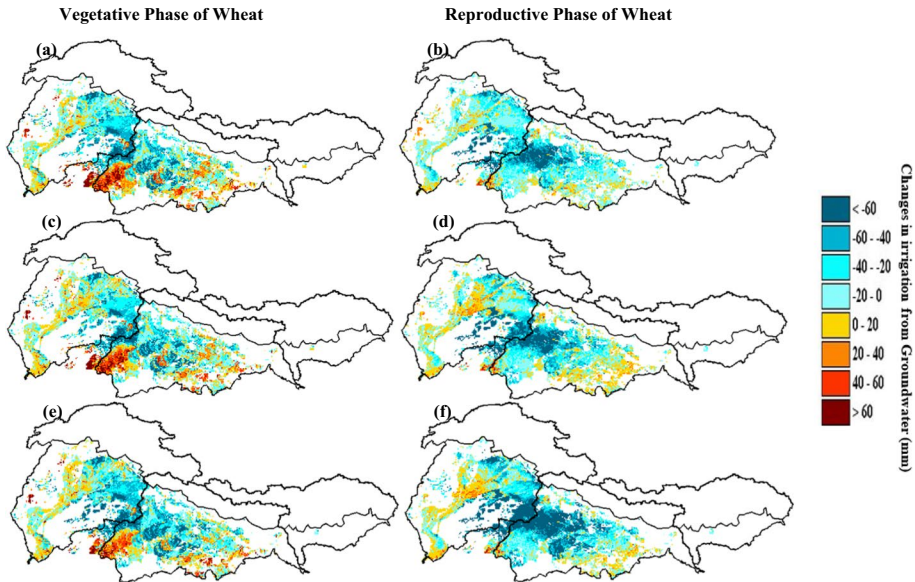 Vegetative Phase of Wheat
Reproductive Phase of Wheat
(a)
(b)
(c)
(d)
(e)
(f)
< -60
-60 - -40
-40 - -20
-20 - 0
0 - 20
20 - 40
40 - 60
> 60
Changes in irrigation from Groundwater (mm)